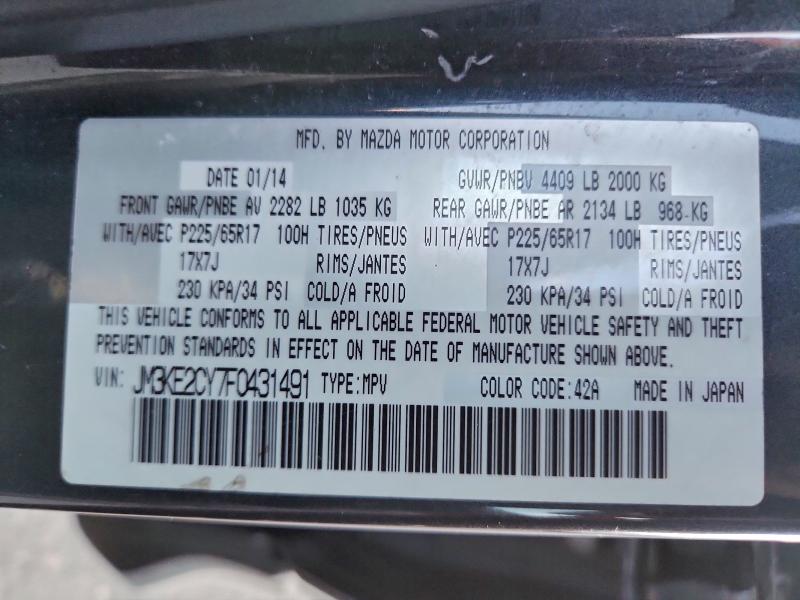 MFD. BY MAZDA MOTOR CORPORATION
DATE 01/14 GVWR/PNBV 4409 LB 2000 KG
FRONT GAWR/PNBE AV 2282 LB 1035 KG REAR GAWR/PNBE AR 2134 LB 968-KG
WITH/AVEC P225/65R17 100H TIRES/PNEUS WITH/AVEC P225/65R17 100H TIRES/PNEUS
17X7J RIMS/JANTES 17X7J RIMS/JANTES
230 KPA/34 PSI COLD/A FROID 230 KPA/34 PSI COLD/A FROID
THIS VEHICLE CONFORMS TO ALL APPLICABLE FEDERAL MOTOR VEHICLE SAFETY AND THEFT
PREVENTION STANDARDS IN EFFECT ON THE DATE OF MANUFACTURE SHOWN ABOVE.
VIN: JM3KE2CY7F0431491 TYPE:MPV COLOR CODE:42A MADE IN JAPAN